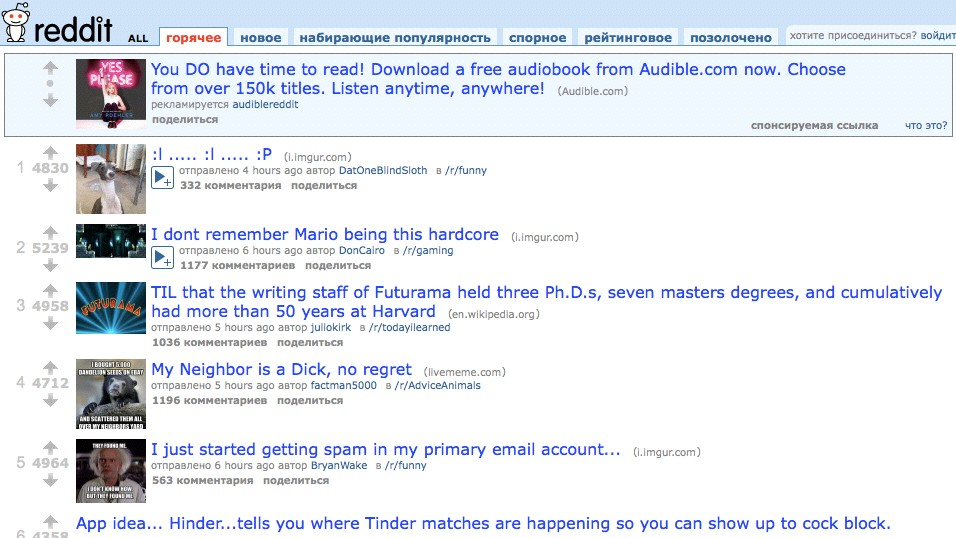 reddit ALL горячее новое набирающие популярность спорное рейтинговое позолочено хотите присоединиться? войдит
YES PLEASE
AMY POEHLER
You DO have time to read! Download a free audiobook from Audible.com now. Choose
from over 150k titles. Listen anytime, anywhere! (Audible.com)
рекламируется audiblereddit
поделиться
спонсируемая ссылка что это?
1 4830
:l ..... :l ..... :P (i.imgur.com)
отправлено 4 hours ago автор DatOneBlindSloth в /r/funny
332 комментария поделиться
2 5239
I dont remember Mario being this hardcore (i.imgur.com)
отправлено 6 hours ago автор DonCairo в /r/gaming
1177 комментариев поделиться
3 4958
FUTURAMA
TIL that the writing staff of Futurama held three Ph.D.s, seven masters degrees, and cumulatively
had more than 50 years at Harvard (en.wikipedia.org)
отправлено 5 hours ago автор juliokirk в /r/todayilearned
1036 комментариев поделиться
4 4712
I BOUGHT 5,000
DANDELION SEEDS ON EBAY
AND SCATTERED THEM ALL
OVER MY NEIGHBORS YARD
My Neighbor is a Dick, no regret (livememe.com)
отправлено 5 hours ago автор factman5000 в /r/AdviceAnimals
1196 комментариев поделиться
5 4964
THEY FOUND ME,
I DON'T KNOW HOW
BUT THEY FOUND ME
I just started getting spam in my primary email account... (i.imgur.com)
отправлено 6 hours ago автор BryanWake в /r/funny
563 комментария поделиться
6 4358
App idea... Hinder...tells you where Tinder matches are happening so you can show up to cock block.